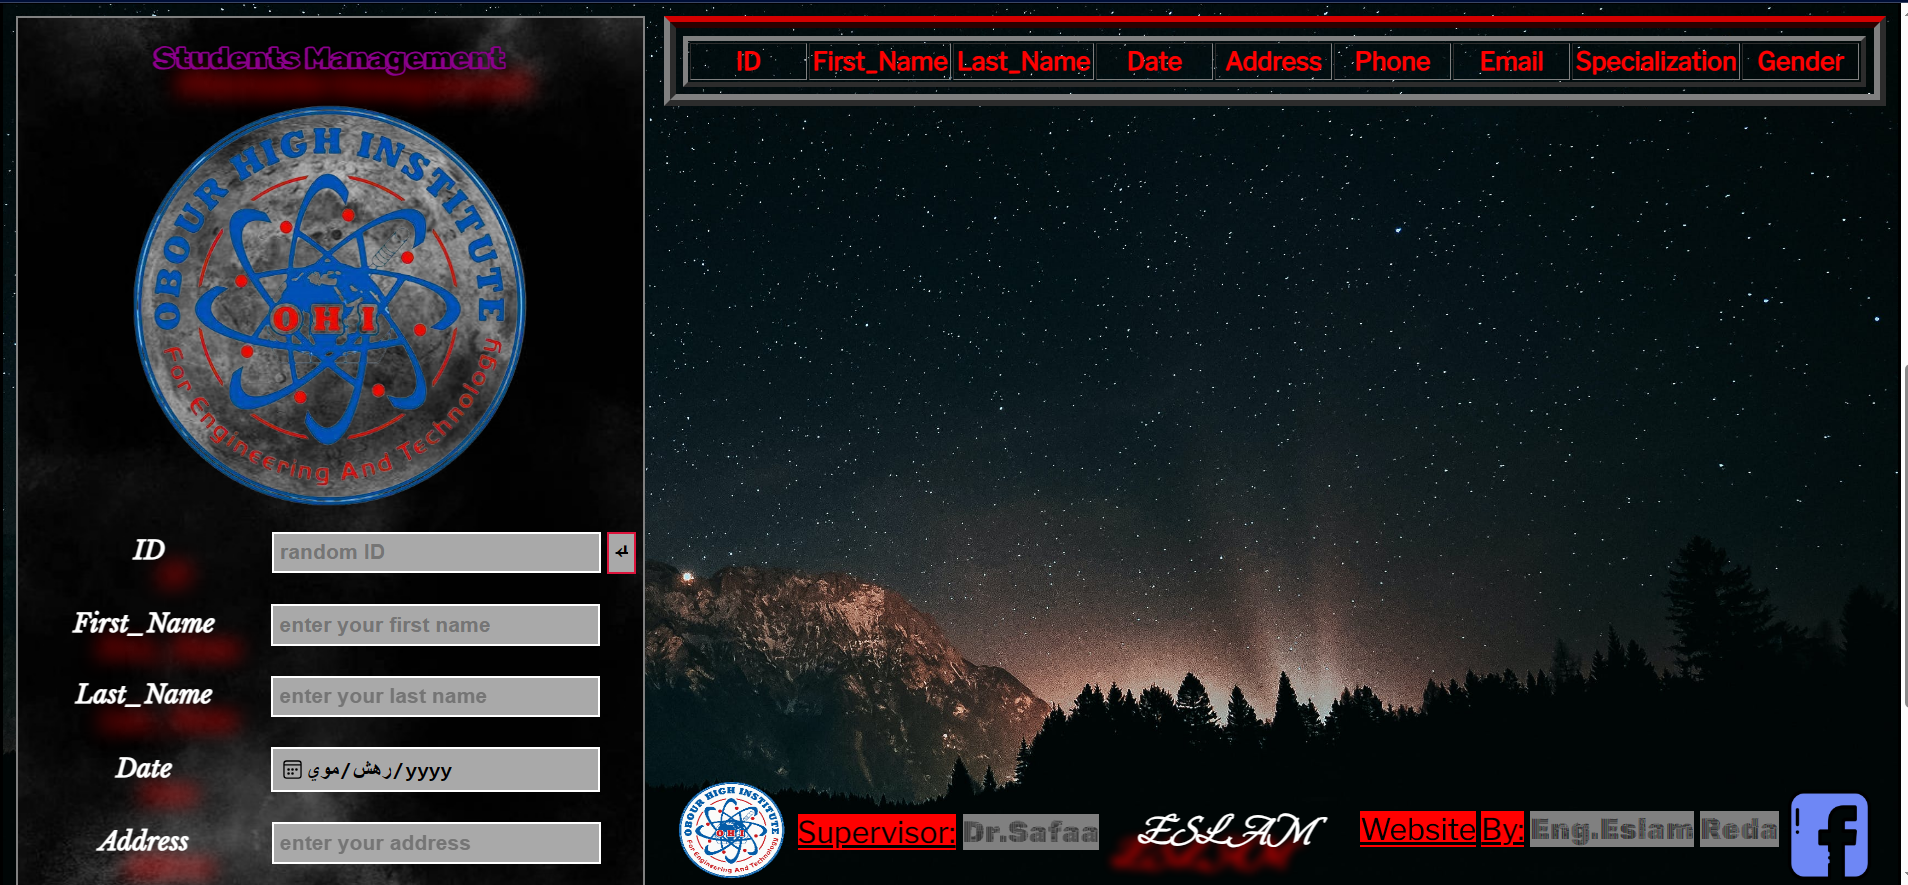 Students Management
OBOUR HIGH INSTITUTE
OHI
For Engineering And Technology
ID
random ID
First_Name
enter your first name
Last_Name
enter your last name
Date
رهش/موي/yyyy
Address
enter your address
ID First_Name Last_Name Date Address Phone Email Specialization Gender
OBOUR HIGH INSTITUTE
OHI
For Engineering And Technology
Supervisor: Dr.Safaa
ESLAM
Website By: Eng.Eslam Reda